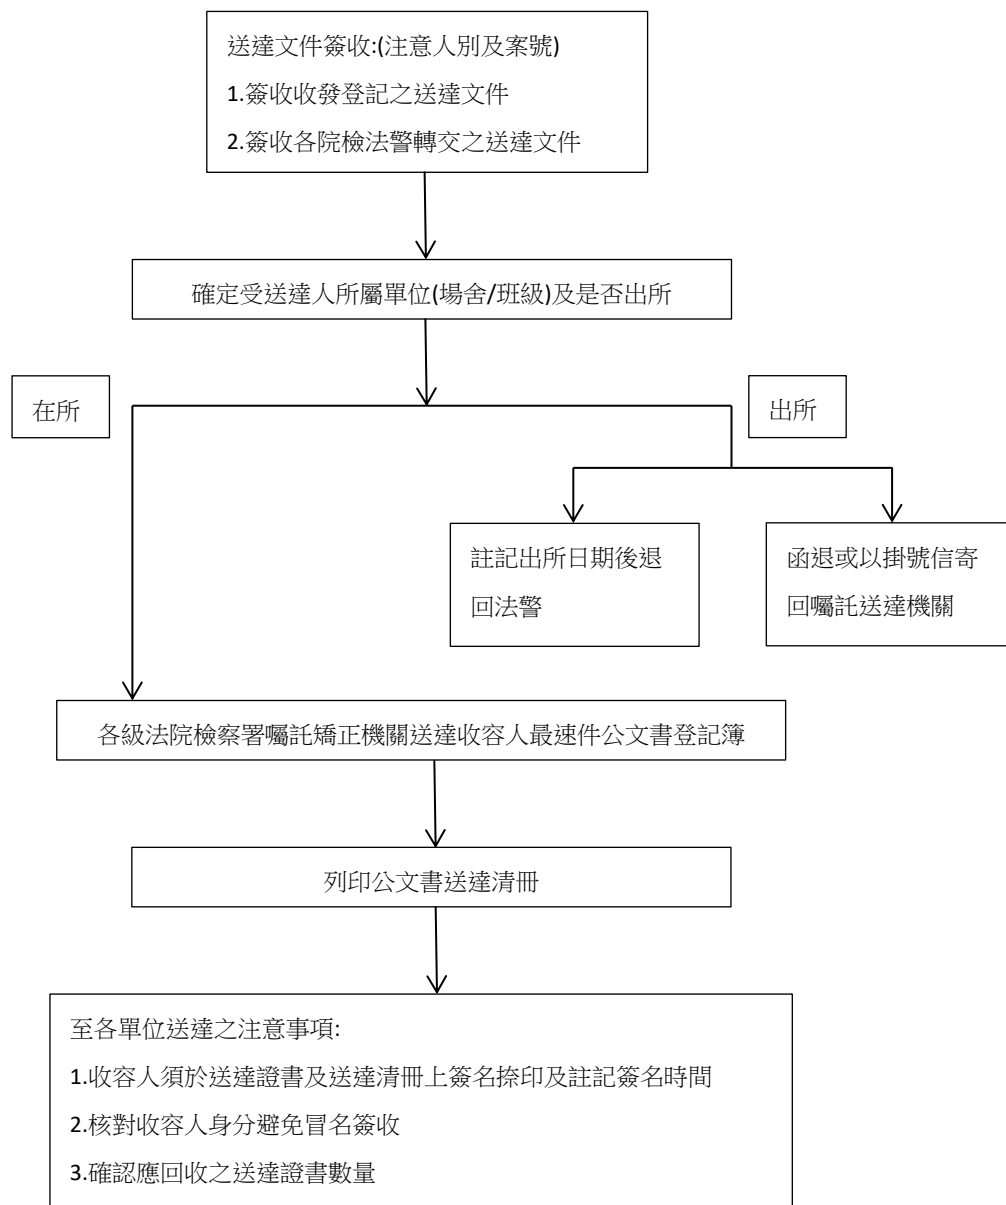 送達文件簽收:(注意人別及案號)
1.簽收收發登記之送達文件
2.簽收各院檢法警轉交之送達文件
確定受送達人所屬單位(場舍/班級)及是否出所
在所
出所
註記出所日期後退
回法警
函退或以掛號信寄
回囑託送達機關
各級法院檢察署囑託矯正機關送達收容人最速件公文書登記簿
列印公文書送達清冊
至各單位送達之注意事項:
1.收容人須於送達證書及送達清冊上簽名捺印及註記簽名時間
2.核對收容人身分避免冒名簽收
3.確認應回收之送達證書數量